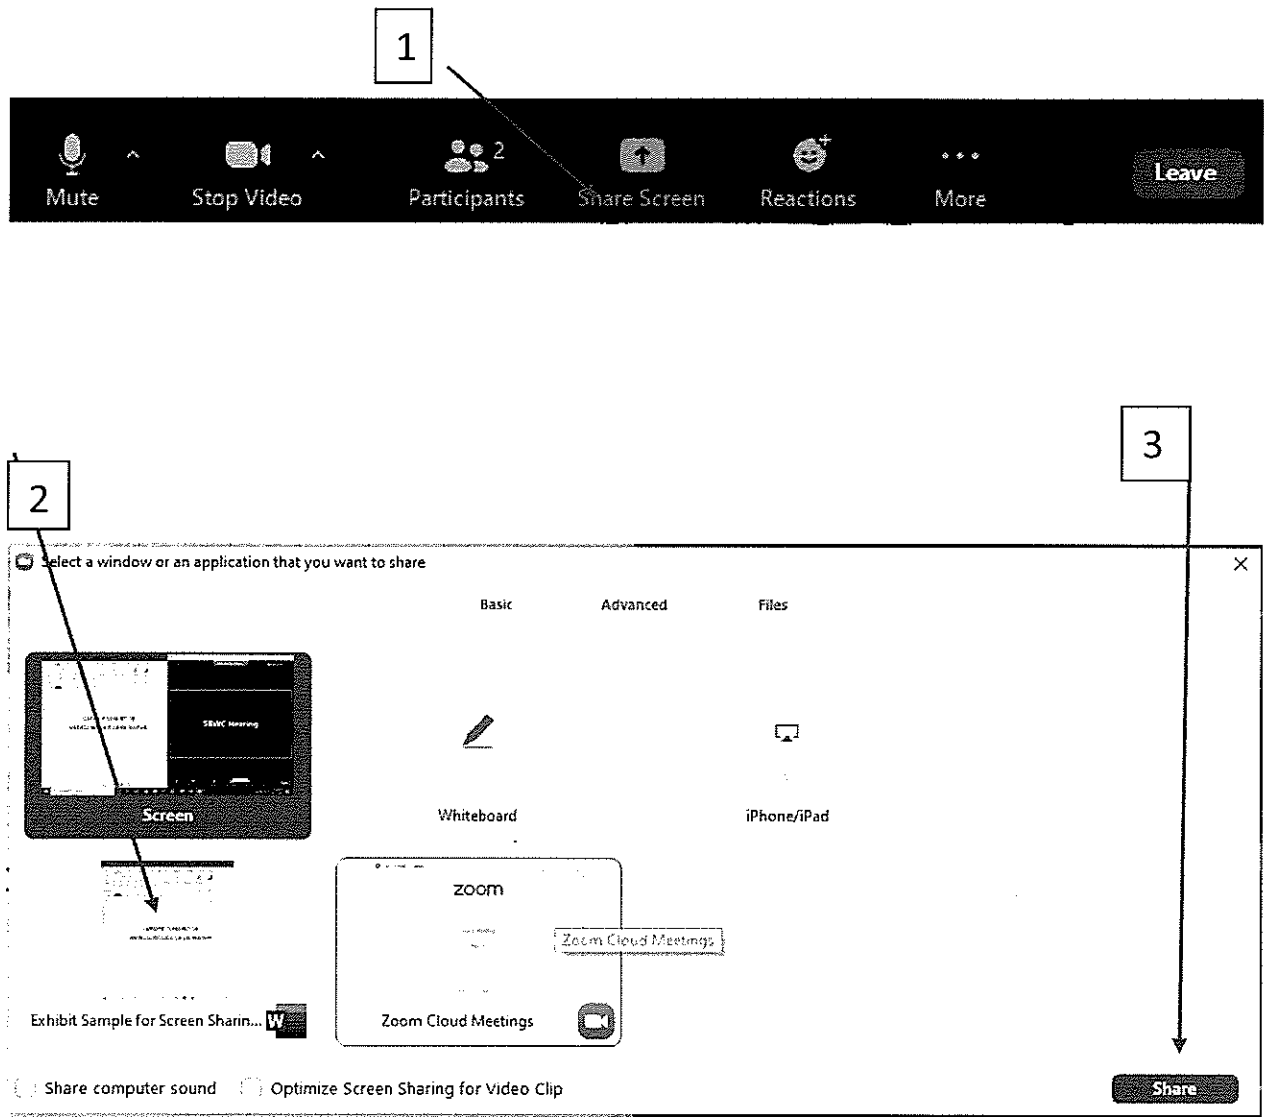 1
2
Mute
Stop Video
Participants
Share Screen
Reactions
More
Leave
3
2
Select a window or an application that you want to share
Basic
Advanced
Files
SBWC Hearing
Screen
Whiteboard
iPhone/iPad
zoom
Zoom Cloud Meetings
Exhibit Sample for Screen Sharin...
W
Zoom Cloud Meetings
Share computer sound
Optimize Screen Sharing for Video Clip
Share